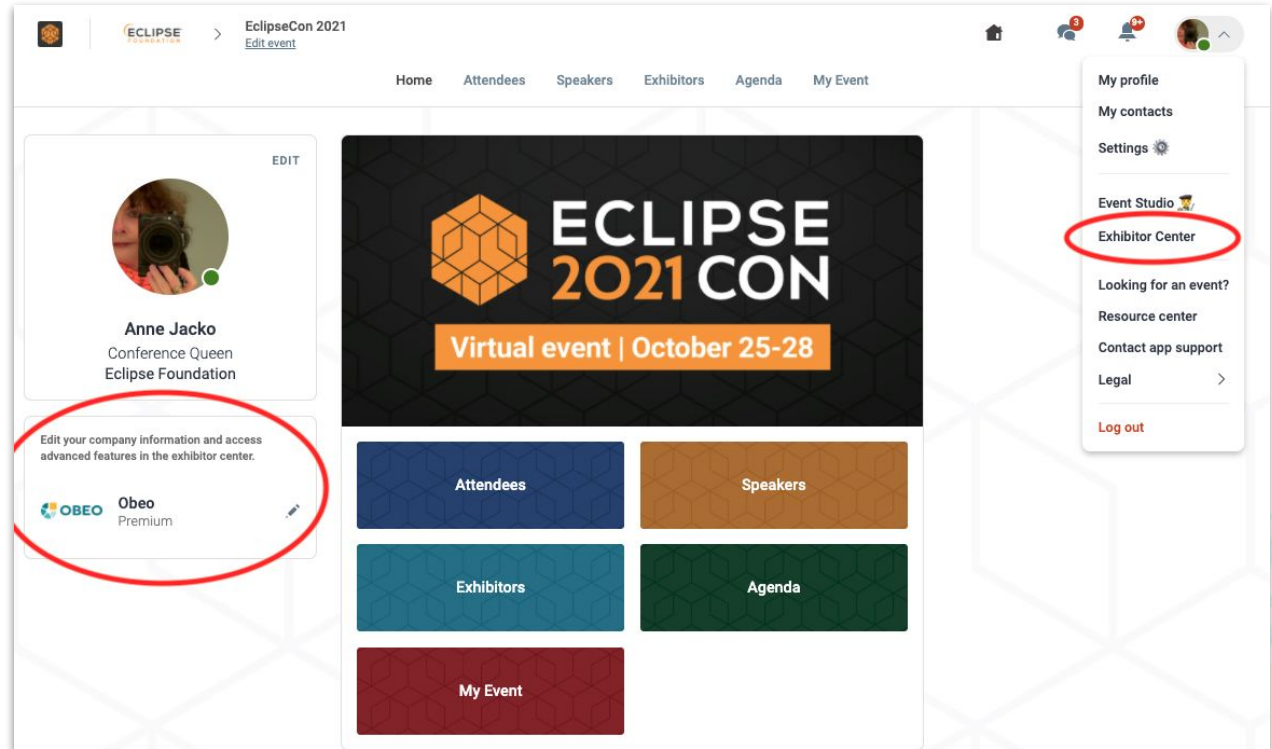 ECLIPSE
FOUNDATION
EclipseCon 2021
Edit event
3
9+
Home
Attendees
Speakers
Exhibitors
Agenda
My Event
My profile
My contacts
Settings
Event Studio
Exhibitor Center
Looking for an event?
Resource center
Contact app support
Legal
Log out
EDIT
Anne Jacko
Conference Queen
Eclipse Foundation
Edit your company information and access
advanced features in the exhibitor center.
OBEO
Obeo
Premium
ECLIPSE
2021 CON
Virtual event | October 25-28
Attendees
Speakers
Exhibitors
Agenda
My Event